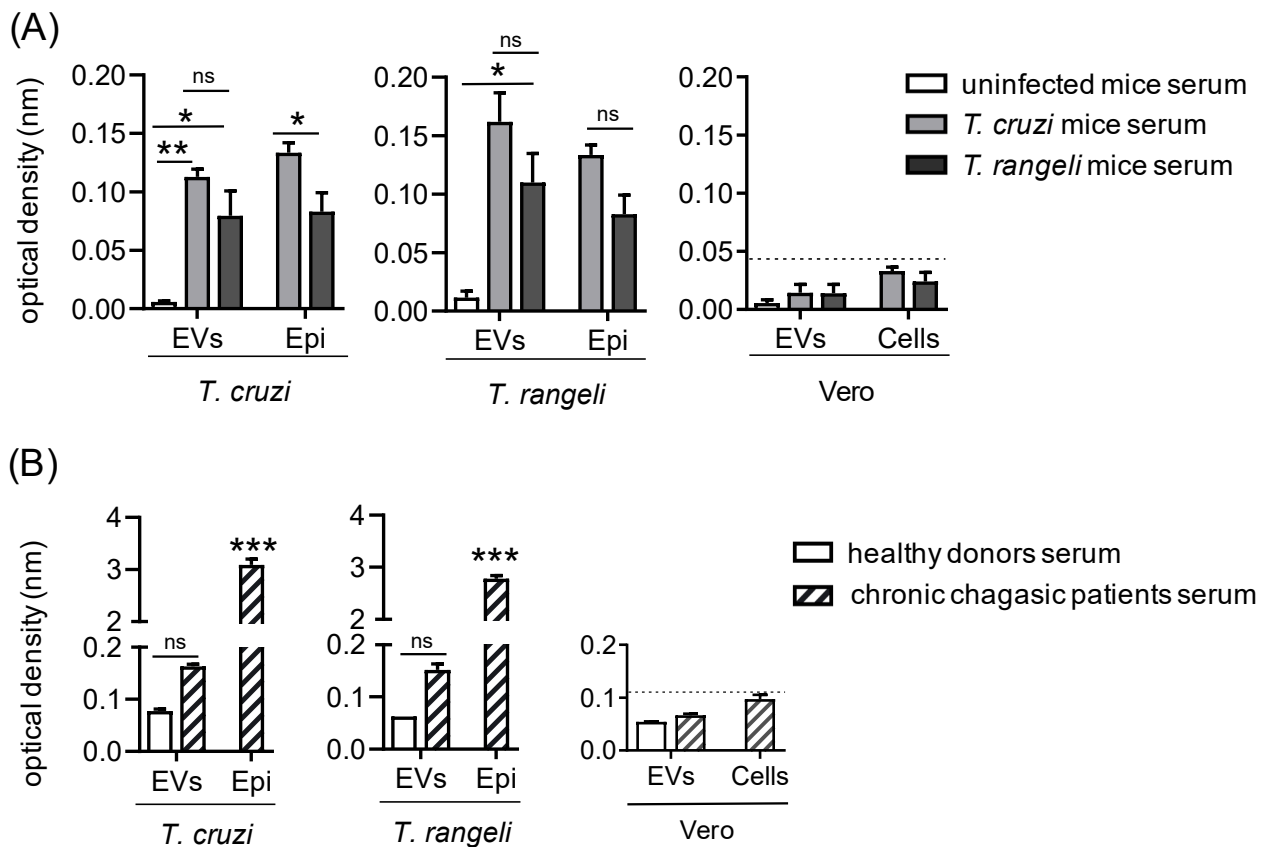 (A)
optical density (nm)
0.20
0.15
0.10
0.05
0.00
ns
*
**
*
EVs
Epi
T. cruzi
0.20
0.15
0.10
0.05
0.00
ns
*
ns
EVs
Epi
T. rangeli
0.20
0.15
0.10
0.05
0.00
EVs
Cells
Vero
uninfected mice serum
T. cruzi mice serum
T. rangeli mice serum
(B)
optical density (nm)
4
3
2
0.2
0.1
0.0
ns
***
EVs
Epi
T. cruzi
4
3
2
0.2
0.1
0.0
ns
***
EVs
Epi
T. rangeli
0.2
0.1
0.0
EVs
Cells
Vero
healthy donors serum
chronic chagasic patients serum